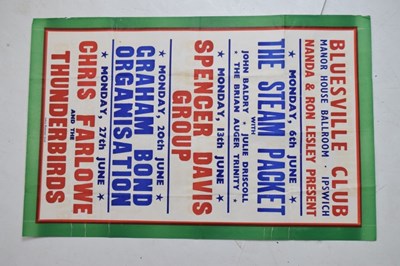 BLUESVILLE CLUB
MANOR HOUSE BALLROOM · IPSWICH
NANDA & RON LESLEY PRESENT
★ MONDAY, 6th JUNE ★
THE STEAM PACKET
WITH
JOHN BALDRY · JULIE DRISCOLL
· THE BRIAN AUGER TRINITY ·
★ MONDAY, 13th JUNE ★
SPENCER DAVIS
GROUP
★ MONDAY, 20th JUNE ★
GRAHAM BOND
ORGANISATION
★ MONDAY, 27th JUNE ★
CHRIS FARLOWE
AND THE
THUNDERBIRDS